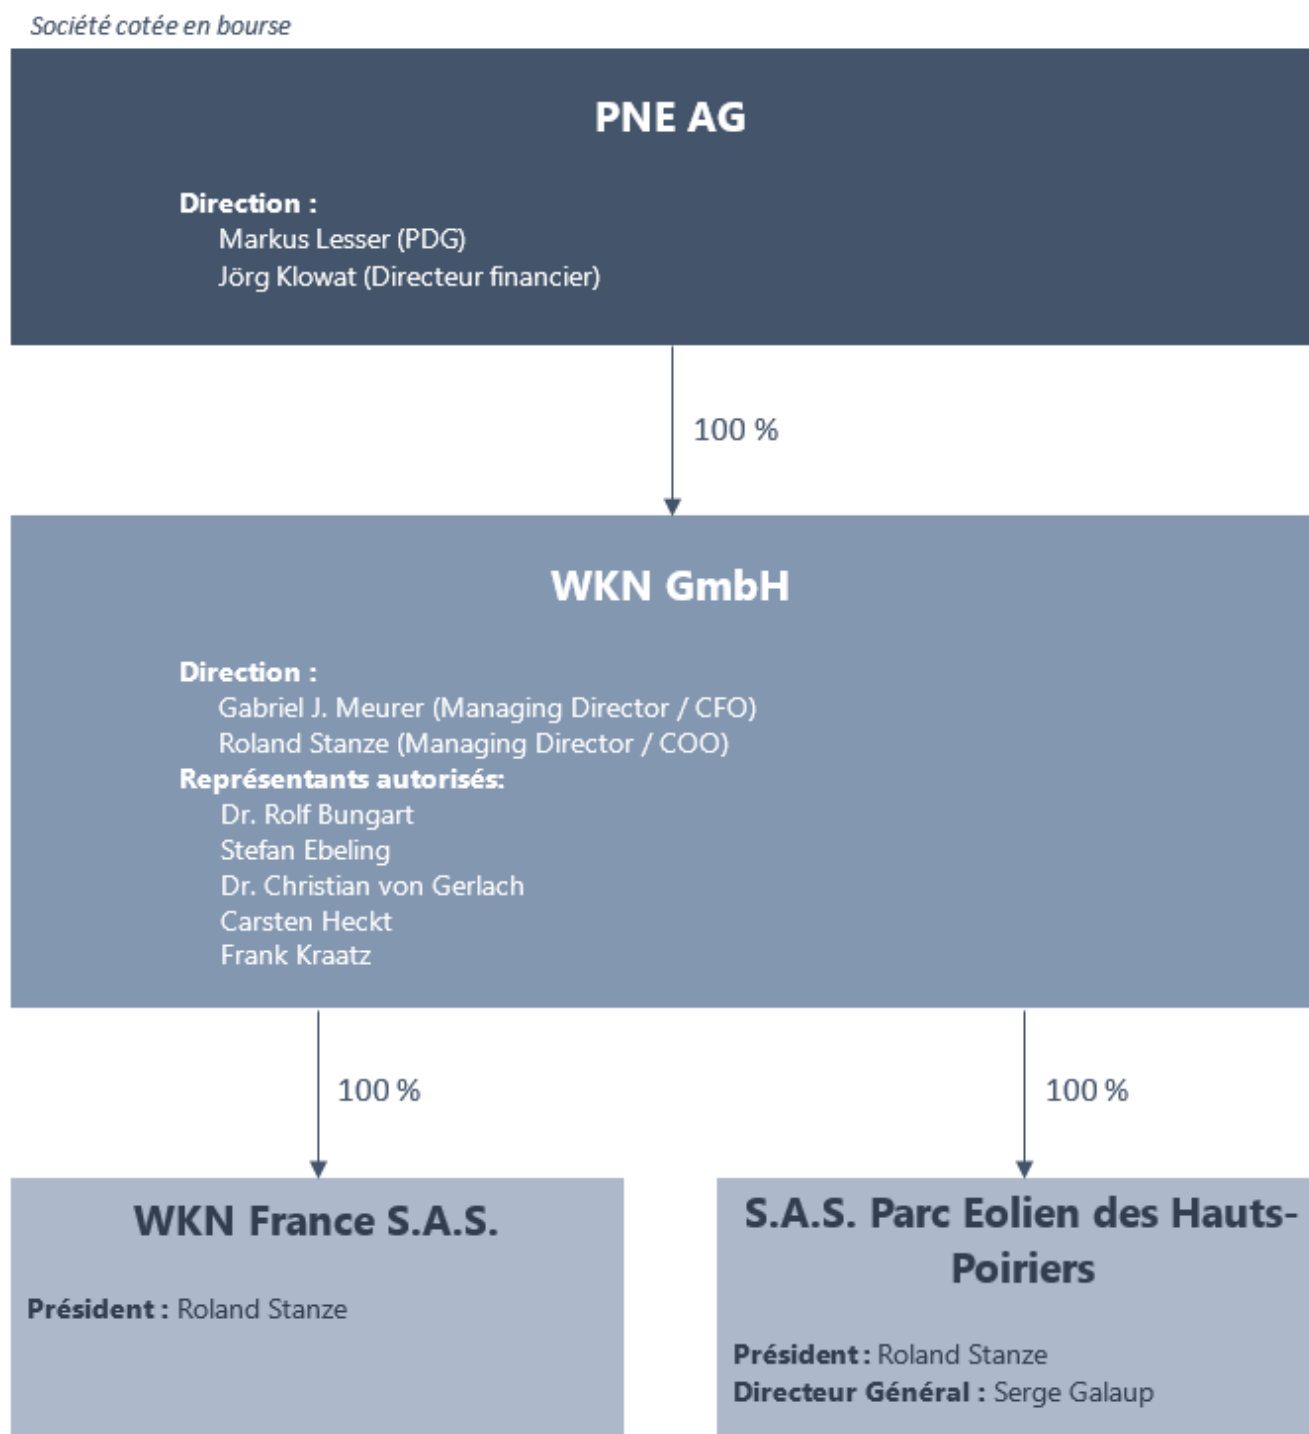 Société cotée en bourse
PNE AG
Direction :
Markus Lesser (PDG)
Jörg Klowat (Directeur financier)
100 %
WKN GmbH
Direction :
Gabriel J. Meurer (Managing Director / CFO)
Roland Stanze (Managing Director / COO)
Représentants autorisés:
Dr. Rolf Bungart
Stefan Ebeling
Dr. Christian von Gerlach
Carsten Heckt
Frank Kraatz
100 %
100 %
WKN France S.A.S.
Président : Roland Stanze
S.A.S. Parc Eolien des Hauts-
Poiriers
Président : Roland Stanze
Directeur Général : Serge Galaup